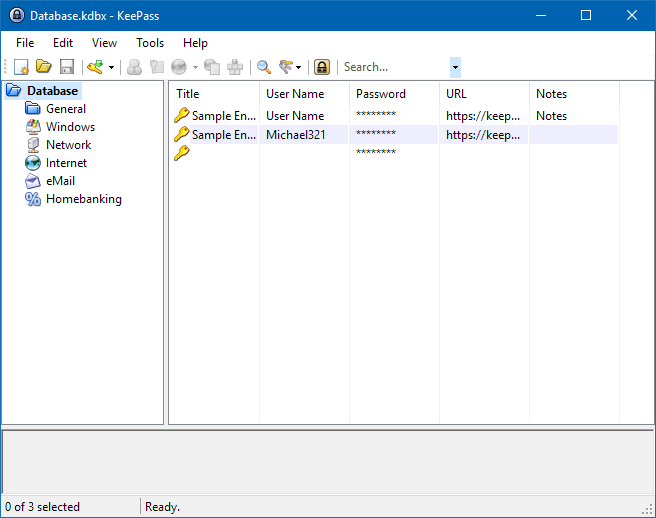 Database.kdbx - KeePass
File Edit View Tools Help
Search...
Database
General
Windows
Network
Internet
eMail
Homebanking
Title User Name Password URL Notes
Sample En... User Name ******** https://keep... Notes
Sample En... Michael321 ******** https://keep...
********
0 of 3 selected Ready.